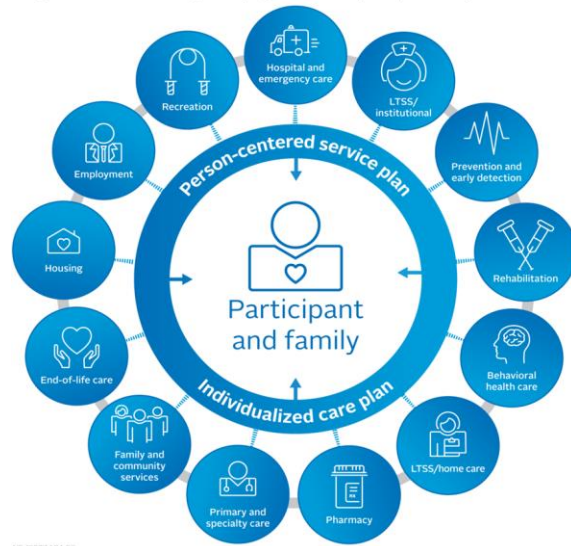 Hospital and
emergency care
LTSS/
institutional
Prevention and
early detection
Rehabilitation
Behavioral
health care
LTSS/home care
Pharmacy
Primary and
specialty care
Family and
community
services
End-of-life care
Housing
Employment
Recreation
Person-centered service plan
Participant
and family
Individualized care plan